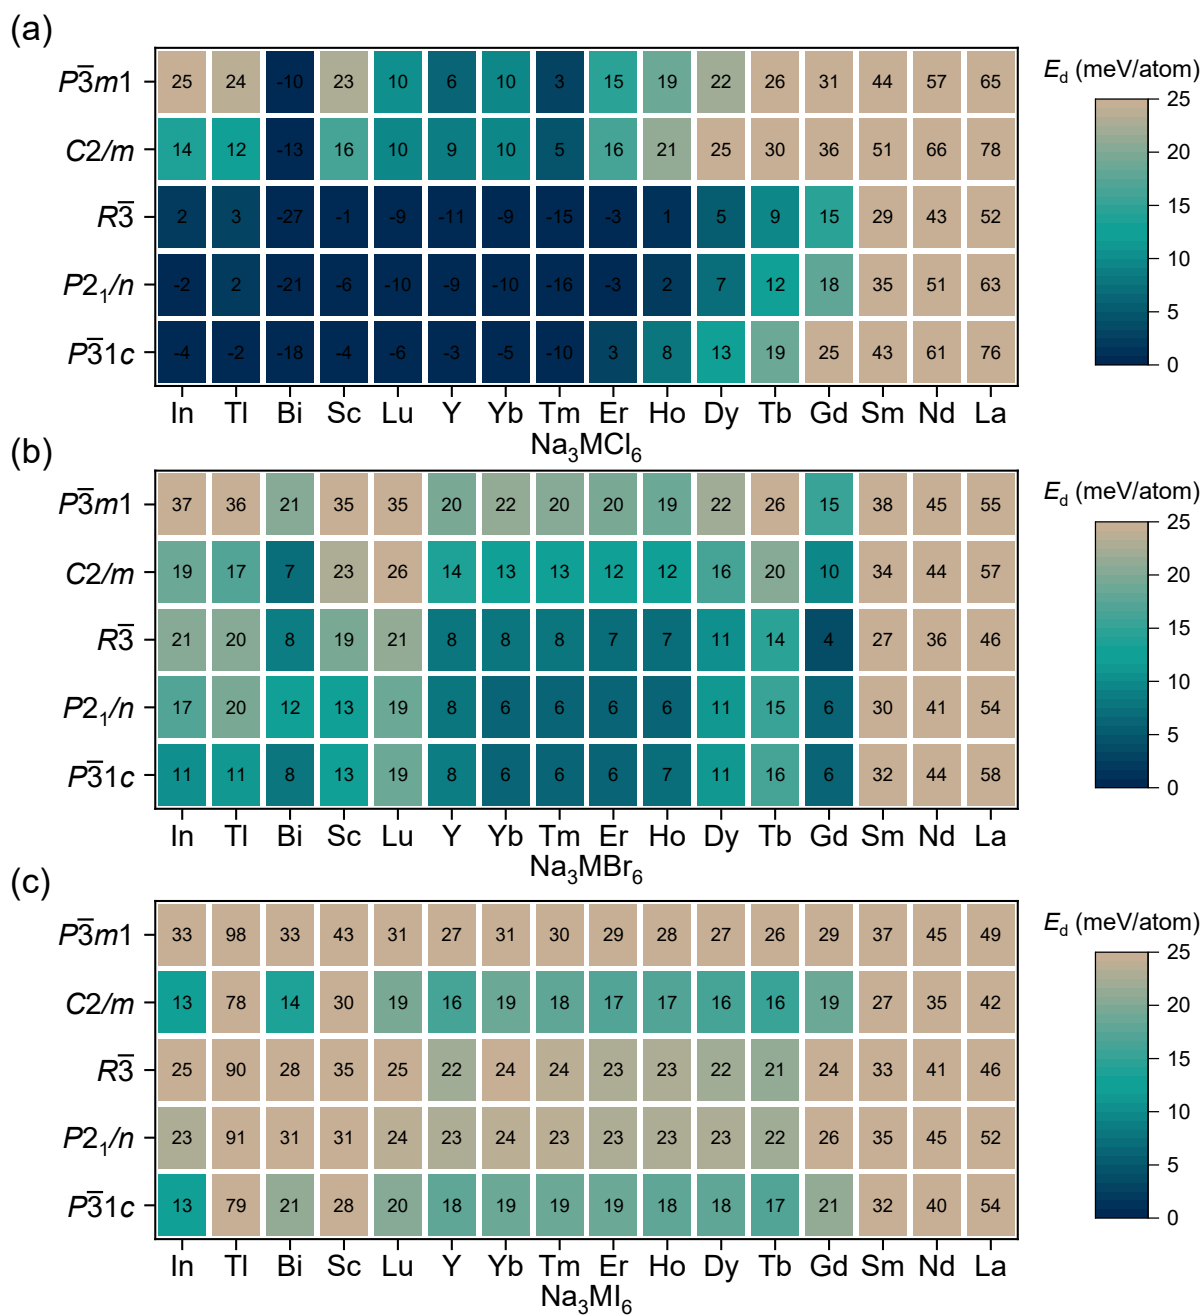 (a)
P3̅m1 25 24 -10 23 10 6 10 3 15 19 22 26 31 44 57 65
C2/m 14 12 -13 16 10 9 10 5 16 21 25 30 36 51 66 78
R3̅ 2 3 -27 -1 -9 -11 -9 -15 -3 1 5 9 15 29 43 52
P2₁/n -2 2 -21 -6 -10 -9 -10 -16 -3 2 7 12 18 35 51 63
P3̅1c -4 -2 -18 -4 -6 -3 -5 -10 3 8 13 19 25 43 61 76
In Tl Bi Sc Lu Y Yb Tm Er Ho Dy Tb Gd Sm Nd La
Na₃MCl₆
E_d (meV/atom)
25
20
15
10
5
0
(b)
P3̅m1 37 36 21 35 35 20 22 20 20 19 22 26 15 38 45 55
C2/m 19 17 7 23 26 14 13 13 12 12 16 20 10 34 44 57
R3̅ 21 20 8 19 21 8 8 8 7 7 11 14 4 27 36 46
P2₁/n 17 20 12 13 19 8 6 6 6 6 11 15 6 30 41 54
P3̅1c 11 11 8 13 19 8 6 6 6 7 11 16 6 32 44 58
In Tl Bi Sc Lu Y Yb Tm Er Ho Dy Tb Gd Sm Nd La
Na₃MBr₆
E_d (meV/atom)
25
20
15
10
5
0
(c)
P3̅m1 33 98 33 43 31 27 31 30 29 28 27 26 29 37 45 49
C2/m 13 78 14 30 19 16 19 18 17 17 16 16 19 27 35 42
R3̅ 25 90 28 35 25 22 24 24 23 23 22 21 24 33 41 46
P2₁/n 23 91 31 31 24 23 24 23 23 23 23 22 26 35 45 52
P3̅1c 13 79 21 28 20 18 19 19 19 18 18 17 21 32 40 54
In Tl Bi Sc Lu Y Yb Tm Er Ho Dy Tb Gd Sm Nd La
Na₃MI₆
E_d (meV/atom)
25
20
15
10
5
0